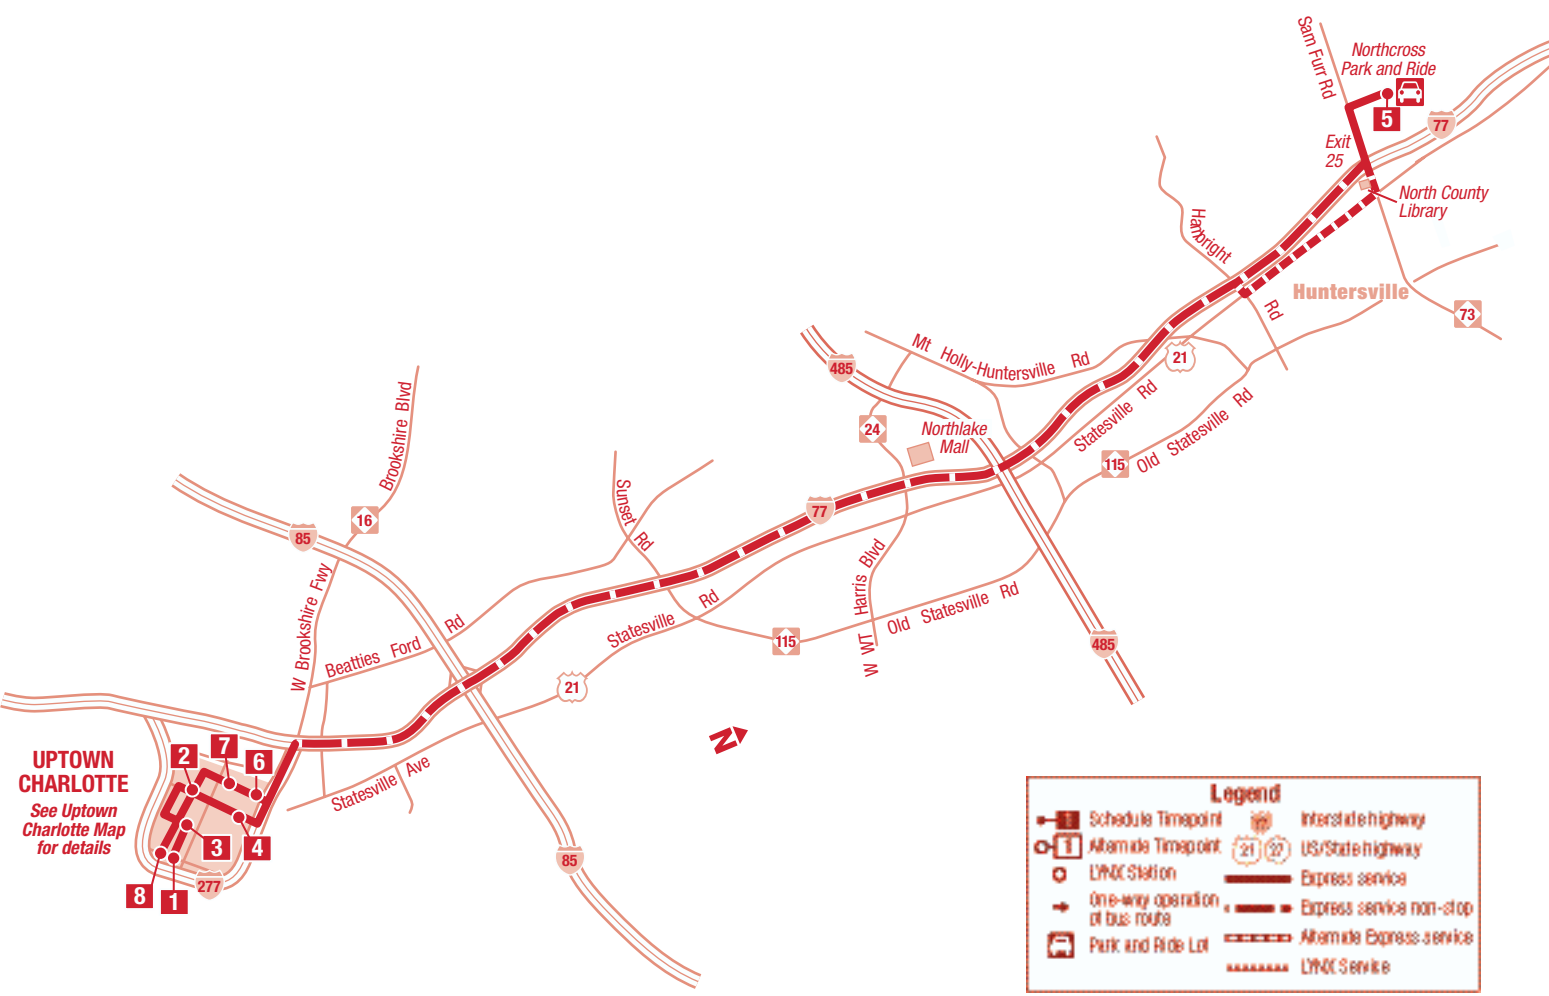 Sam Furr Rd
Northcross
Park and Ride
5
77
Exit
25
North County
Library
Hambright
Rd
Huntersville
73
21
Mt Holly-Huntersville Rd
485
24
Northlake
Mall
Statesville Rd
115
Old Statesville Rd
Brookshire Blvd
16
85
Sunset Rd
77
W Brookshire Fwy
Beatties Ford Rd
Statesville Rd
W WT Harris Blvd
Old Statesville Rd
115
485
21
N
Statesville Ave
UPTOWN
CHARLOTTE
See Uptown
Charlotte Map
for details
2
7
6
3
4
8
1
277
85
Legend
Schedule Timepoint
Interstate highway
Alternate Timepoint
21
27
US/State highway
LYNX Station
Express service
One-way operation
of bus route
Express service non-stop
Park and Ride Lot
Alternate Express service
LYNX Service